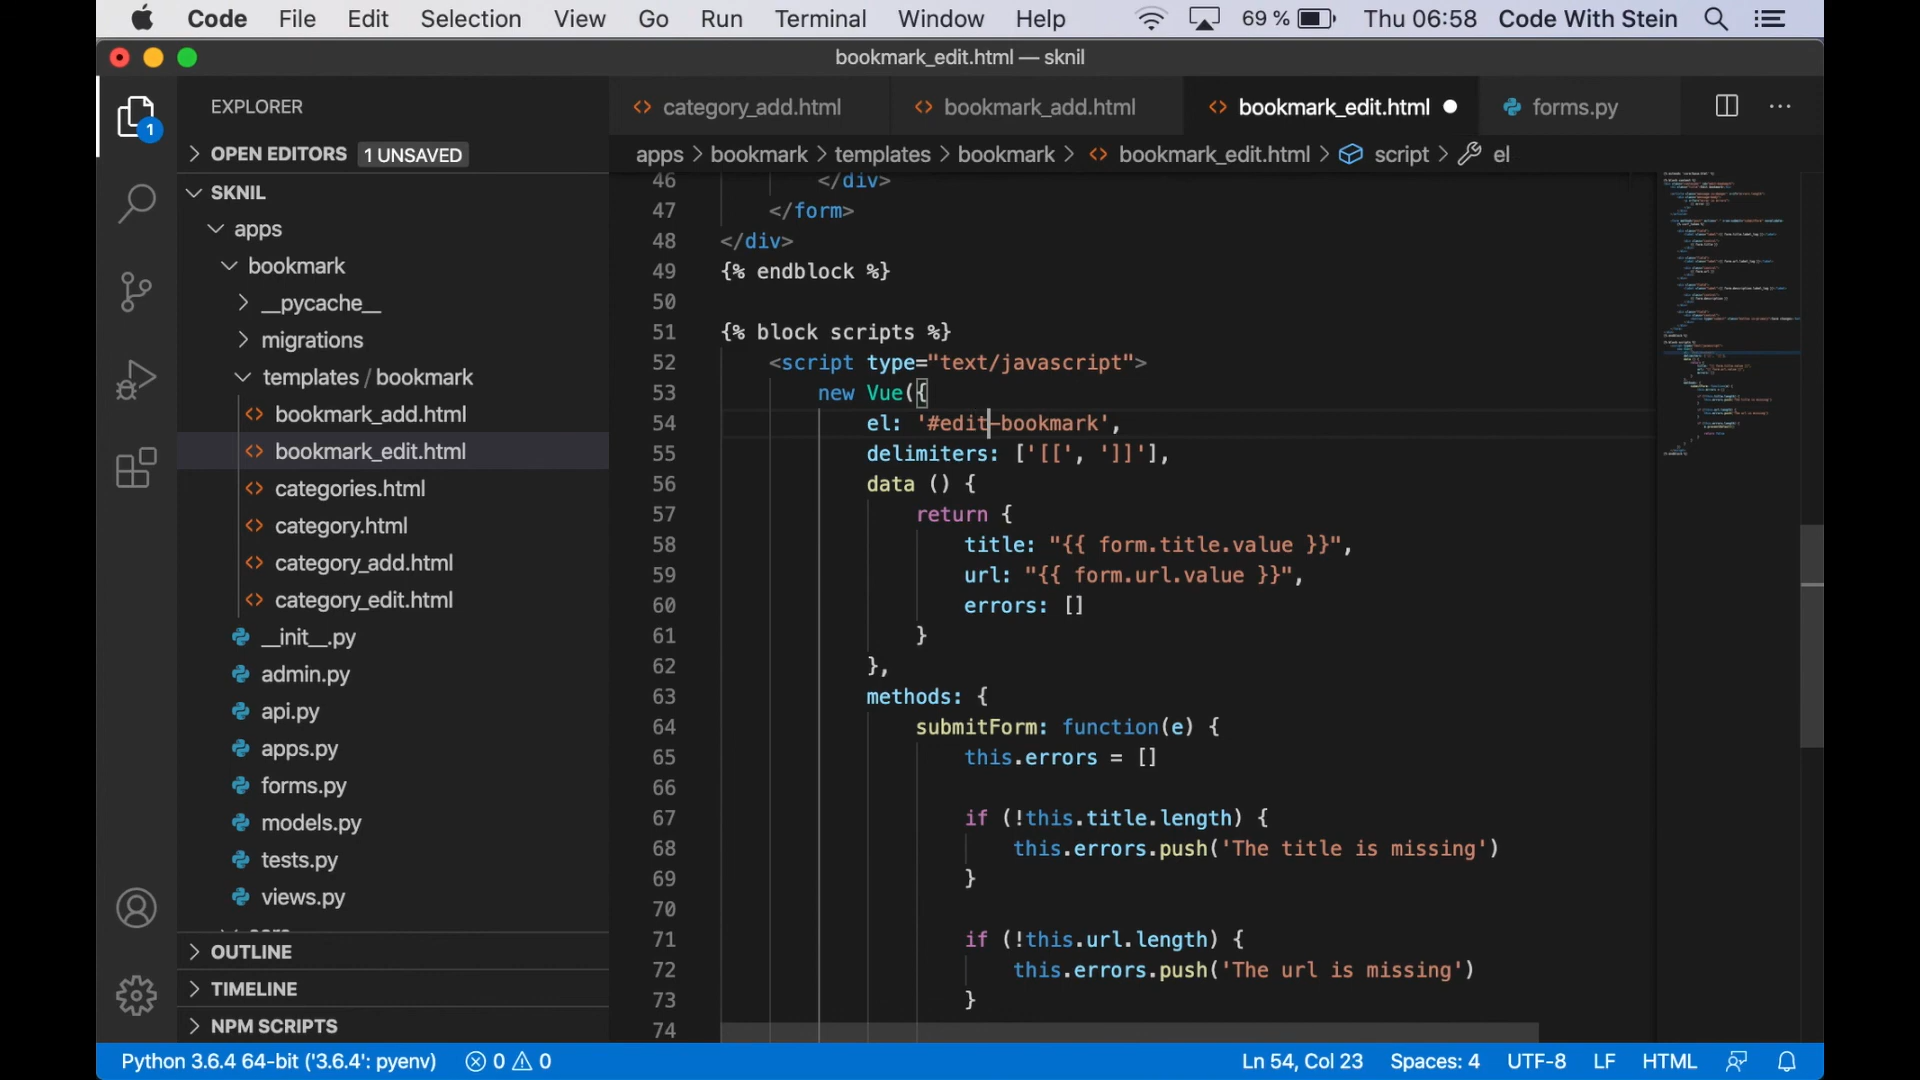 Code File Edit Selection View Go Run Terminal Window Help 69 % Thu 06:58 Code With Stein
bookmark_edit.html — sknil
EXPLORER
OPEN EDITORS 1 UNSAVED
SKNIL
apps
bookmark
__pycache__
migrations
templates / bookmark
bookmark_add.html
bookmark_edit.html
categories.html
category.html
category_add.html
category_edit.html
__init__.py
admin.py
api.py
apps.py
forms.py
models.py
tests.py
views.py
OUTLINE
TIMELINE
NPM SCRIPTS
1
category_add.html bookmark_add.html bookmark_edit.html forms.py
apps > bookmark > templates > bookmark > bookmark_edit.html > script > el
46 </div>
47 </form>
48 </div>
49 {% endblock %}
50
51 {% block scripts %}
52 <script type="text/javascript">
53 new Vue({
54 el: '#edit-bookmark',
55 delimiters: ['[[', ']]'],
56 data () {
57 return {
58 title: "{{ form.title.value }}",
59 url: "{{ form.url.value }}",
60 errors: []
61 }
62 },
63 methods: {
64 submitForm: function(e) {
65 this.errors = []
66
67 if (!this.title.length) {
68 this.errors.push('The title is missing')
69 }
70
71 if (!this.url.length) {
72 this.errors.push('The url is missing')
73 }
74
Python 3.6.4 64-bit ('3.6.4': pyenv) 0 0 Ln 54, Col 23 Spaces: 4 UTF-8 LF HTML